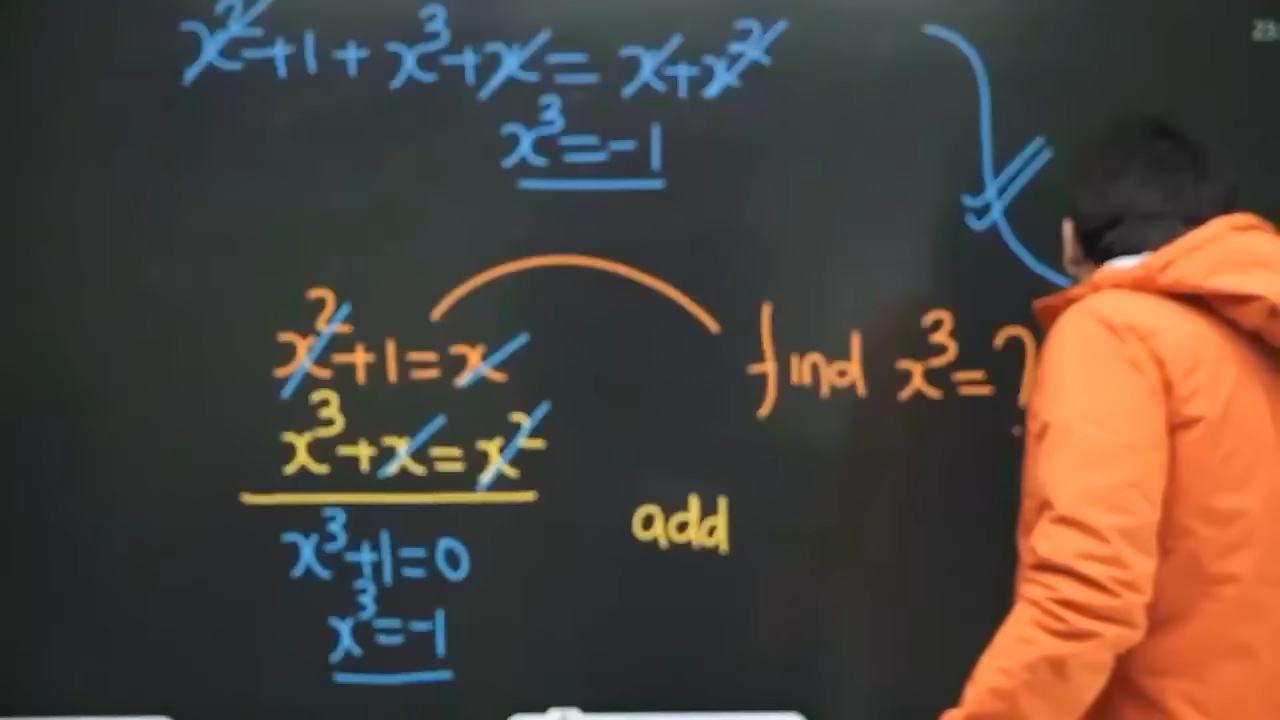 x²+1+x³+x=x+x²
x³=-1
x²+1=x
find x³=?
x³+x=x²
add
x³+1=0
x³=-1